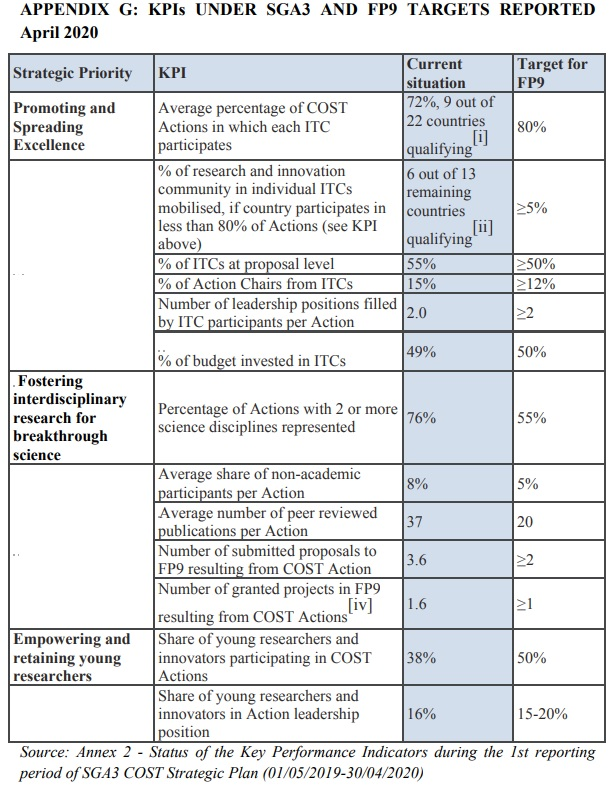 APPENDIX G: KPIs UNDER SGA3 AND FP9 TARGETS REPORTED
April 2020
Strategic Priority
KPI
Current
situation
Target for
FP9
Promoting and
Spreading
Excellence
Average percentage of COST
Actions in which each ITC
participates
72%, 9 out of
22 countries
qualifying[i]
80%
% of research and innovation
community in individual ITCs
mobilised, if country participates in
less than 80% of Actions (see KPI
above)
6 out of 13
remaining
countries
qualifying[ii]
≥5%
% of ITCs at proposal level
55%
≥50%
% of Action Chairs from ITCs
15%
≥12%
Number of leadership positions filled
by ITC participants per Action
2.0
≥2
% of budget invested in ITCs
49%
50%
Fostering
interdisciplinary
research for
breakthrough
science
Percentage of Actions with 2 or more
science disciplines represented
76%
55%
Average share of non-academic
participants per Action
8%
5%
Average number of peer reviewed
publications per Action
37
20
Number of submitted proposals to
FP9 resulting from COST Action
3.6
≥2
Number of granted projects in FP9
resulting from COST Actions[iv]
1.6
≥1
Empowering and
retaining young
researchers
Share of young researchers and
innovators participating in COST
Actions
38%
50%
Share of young researchers and
innovators in Action leadership
position
16%
15-20%
Source: Annex 2 - Status of the Key Performance Indicators during the 1st reporting
period of SGA3 COST Strategic Plan (01/05/2019-30/04/2020)